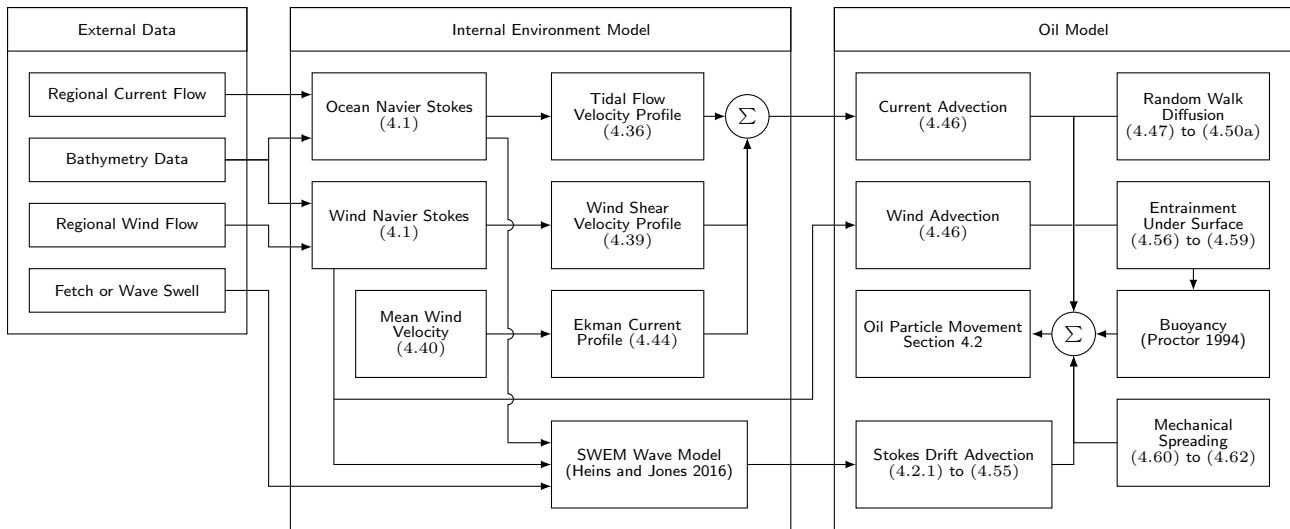 External Data
Regional Current Flow
Bathymetry Data
Regional Wind Flow
Fetch or Wave Swell
Internal Environment Model
Ocean Navier Stokes
(4.1)
Tidal Flow
Velocity Profile
(4.36)
Σ
Wind Navier Stokes
(4.1)
Wind Shear
Velocity Profile
(4.39)
Mean Wind
Velocity
(4.40)
Ekman Current
Profile (4.44)
SWEM Wave Model
(Heins and Jones 2016)
Oil Model
Current Advection
(4.46)
Random Walk
Diffusion
(4.47) to (4.50a)
Wind Advection
(4.46)
Entrainment
Under Surface
(4.56) to (4.59)
Oil Particle Movement
Section 4.2
Σ
Buoyancy
(Proctor 1994)
Stokes Drift Advection
(4.2.1) to (4.55)
Mechanical
Spreading
(4.60) to (4.62)